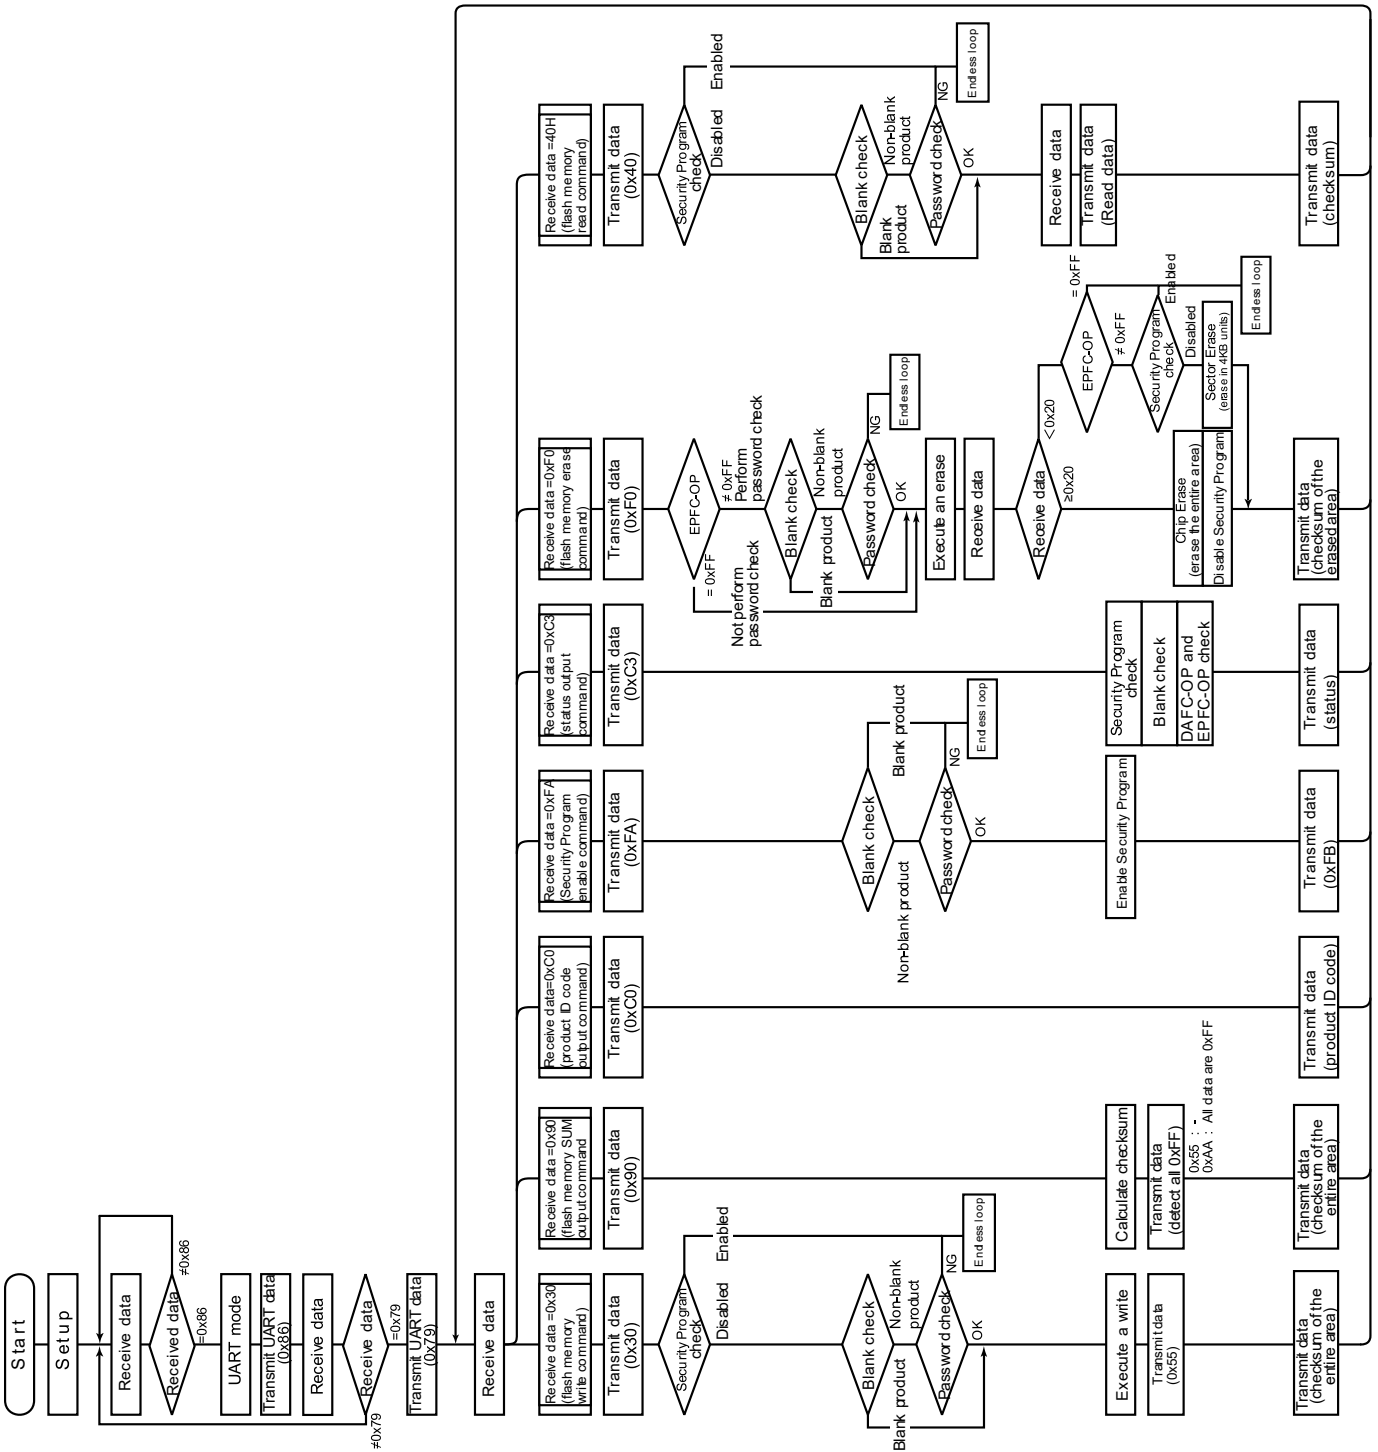 Start
Setup
Receive data
Received data
≠0x86
=0x86
UART mode
Transmit UART data
(0x86)
Receive data
Receive data
≠0x79
=0x79
Transmit UART data
(0x79)
Receive data
Receive data =0x30
(flash memory
write command)
Transmit data
(0x30)
Security Program
check
Enabled
Disabled
Blank check
Non-blank
product
Blank
product
Password check
NG
Endless loop
OK
Execute a write
Transmit data
(0x55)
Transmit data
(checksum of the
entire area)
Receive data =0x90
(flash memory SUM
output command
Transmit data
(0x90)
Calculate checksum
Transmit data
(detect all 0xFF)
0x55 : -
0xAA : All data are 0xFF
Transmit data
(checksum of the
entire area)
Receive data=0xC0
(product ID code
output command)
Transmit data
(0xC0)
Transmit data
(product ID code)
Receive data =0xFA
(Security Program
enable command)
Transmit data
(0xFA)
Blank check
Blank product
Non-blank product
Password check
NG
Endless loop
OK
Enable Security Program
Transmit data
(0xFB)
Receive data =0xC3
(status output
command)
Transmit data
(0xC3)
Security Program
check
Blank check
DAFC-OP and
EPFC-OP check
Transmit data
(status)
Receive data =0xF0
(flash memory erase
command)
Transmit data
(0xF0)
EPFC-OP
= 0xFF
Not perform
password check
≠ 0xFF
Perform
password check
Blank check
Non-blank
product
Blank product
Password check
NG
Endless loop
OK
Execute an erase
Receive data
Receive data
<0x20
≥0x20
EPFC-OP
= 0xFF
≠ 0xFF
Security Program
check
Enabled
Disabled
Endless loop
Sector Erase
(erase in 4KB units)
Chip Erase
(erase the entire area)
Disable Security Program
Transmit data
(checksum of the
erased area)
Receive data =40H
(flash memory
read command)
Transmit data
(0x40)
Security Program
check
Enabled
Disabled
Blank check
Non-blank
product
Blank
product
Password check
NG
Endless loop
OK
Receive data
Transmit data
(Read data)
Transmit data
(checksum)